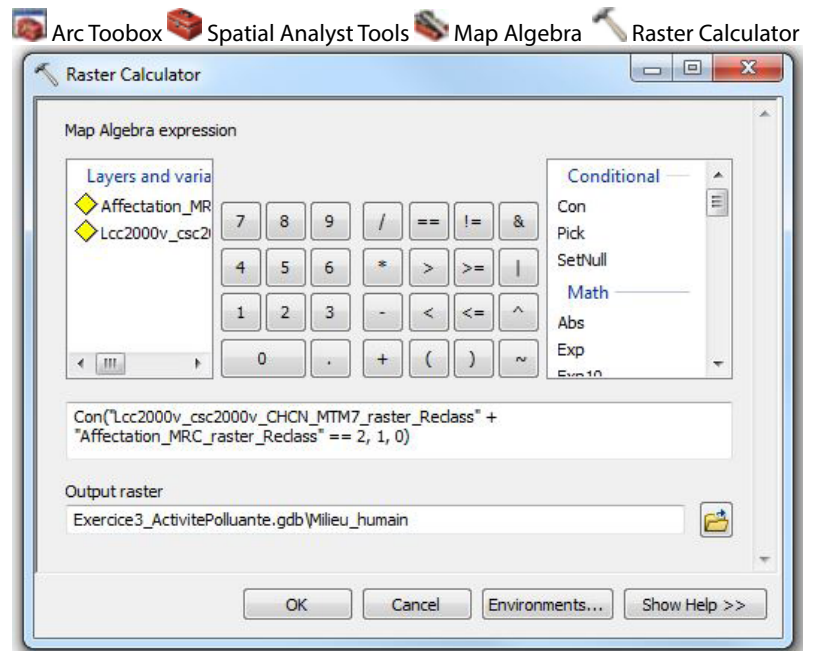 Arc Toobox Spatial Analyst Tools Map Algebra Raster Calculator
Raster Calculator
Map Algebra expression
Layers and varia
Affectation_MR
Lcc2000v_csc2
7 8 9 / == != &
4 5 6 * > >= |
1 2 3 - < <= ^
0 . + ( ) ~
Conditional
Con
Pick
SetNull
Math
Abs
Exp
Exp10
Con("Lcc2000v_csc2000v_CHCN_MTM7_raster_Reclass" +
"Affectation_MRC_raster_Reclass" == 2, 1, 0)
Output raster
Exercice3_ActivitePolluante.gdb\Milieu_humain
OK Cancel Environments... Show Help >>